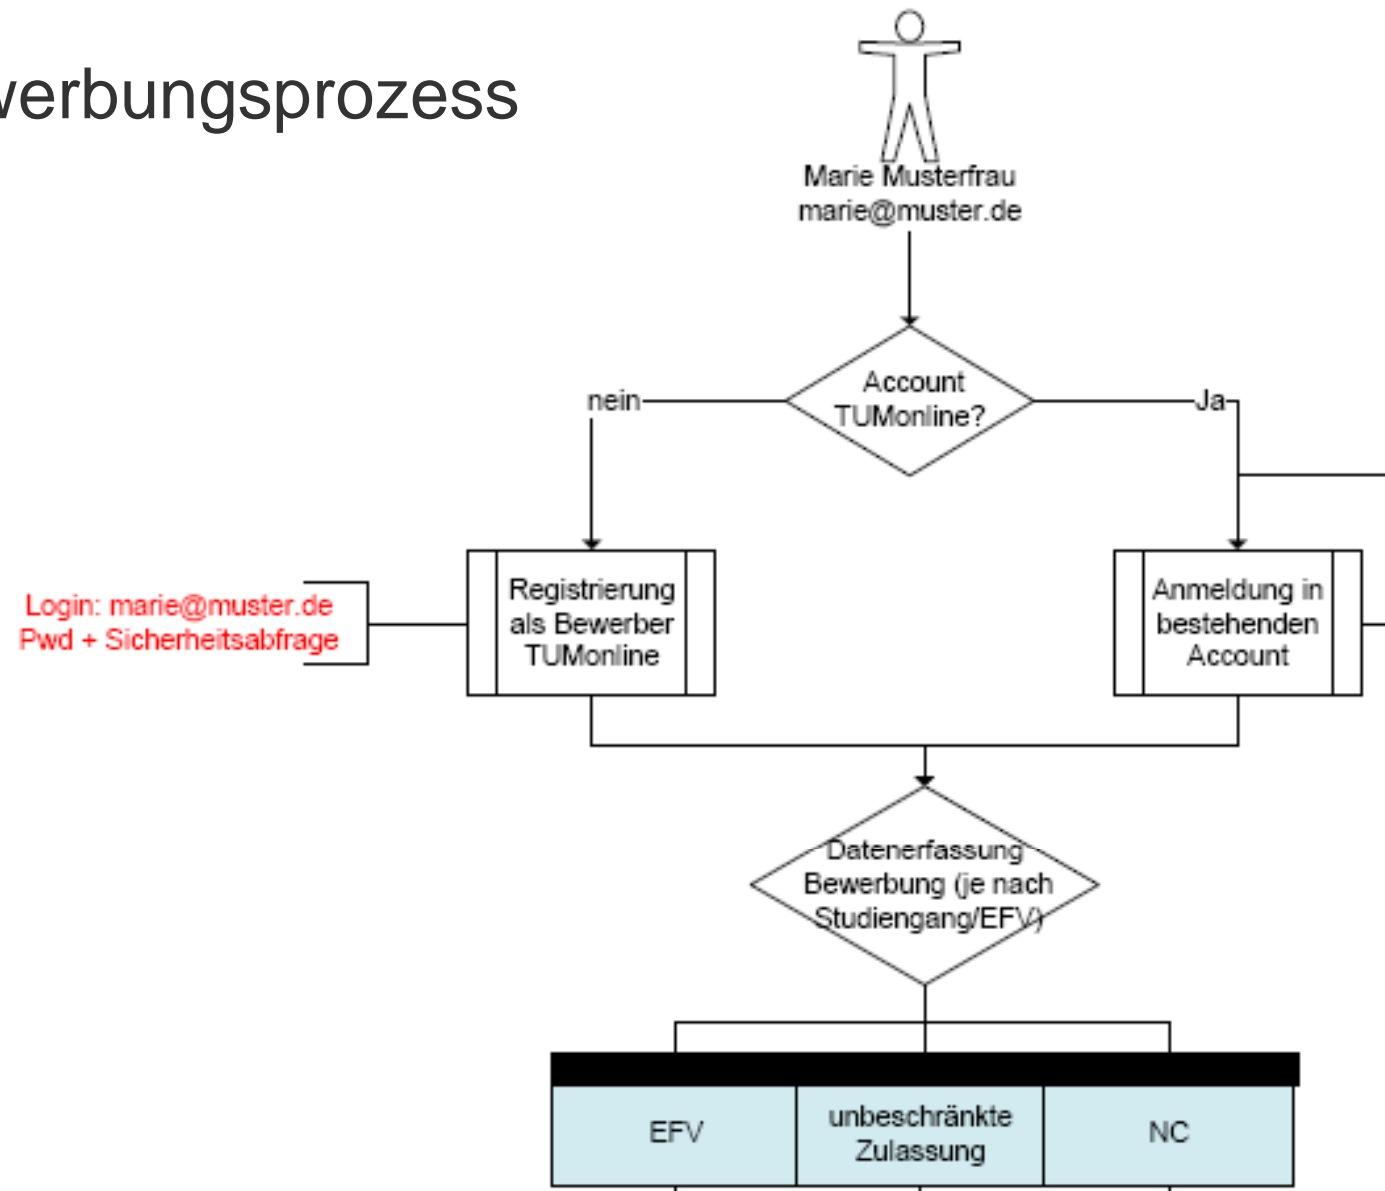 werbungsprozess
Marie Musterfrau
marie@muster.de
Account
TUMonline?
nein
Ja
Registrierung
als Bewerber
TUMonline
Login: marie@muster.de
Pwd + Sicherheitsabfrage
Anmeldung in
bestehenden
Account
Datenerfassung
Bewerbung (je nach
Studiengang/EFV)
EFV
unbeschränkte
Zulassung
NC